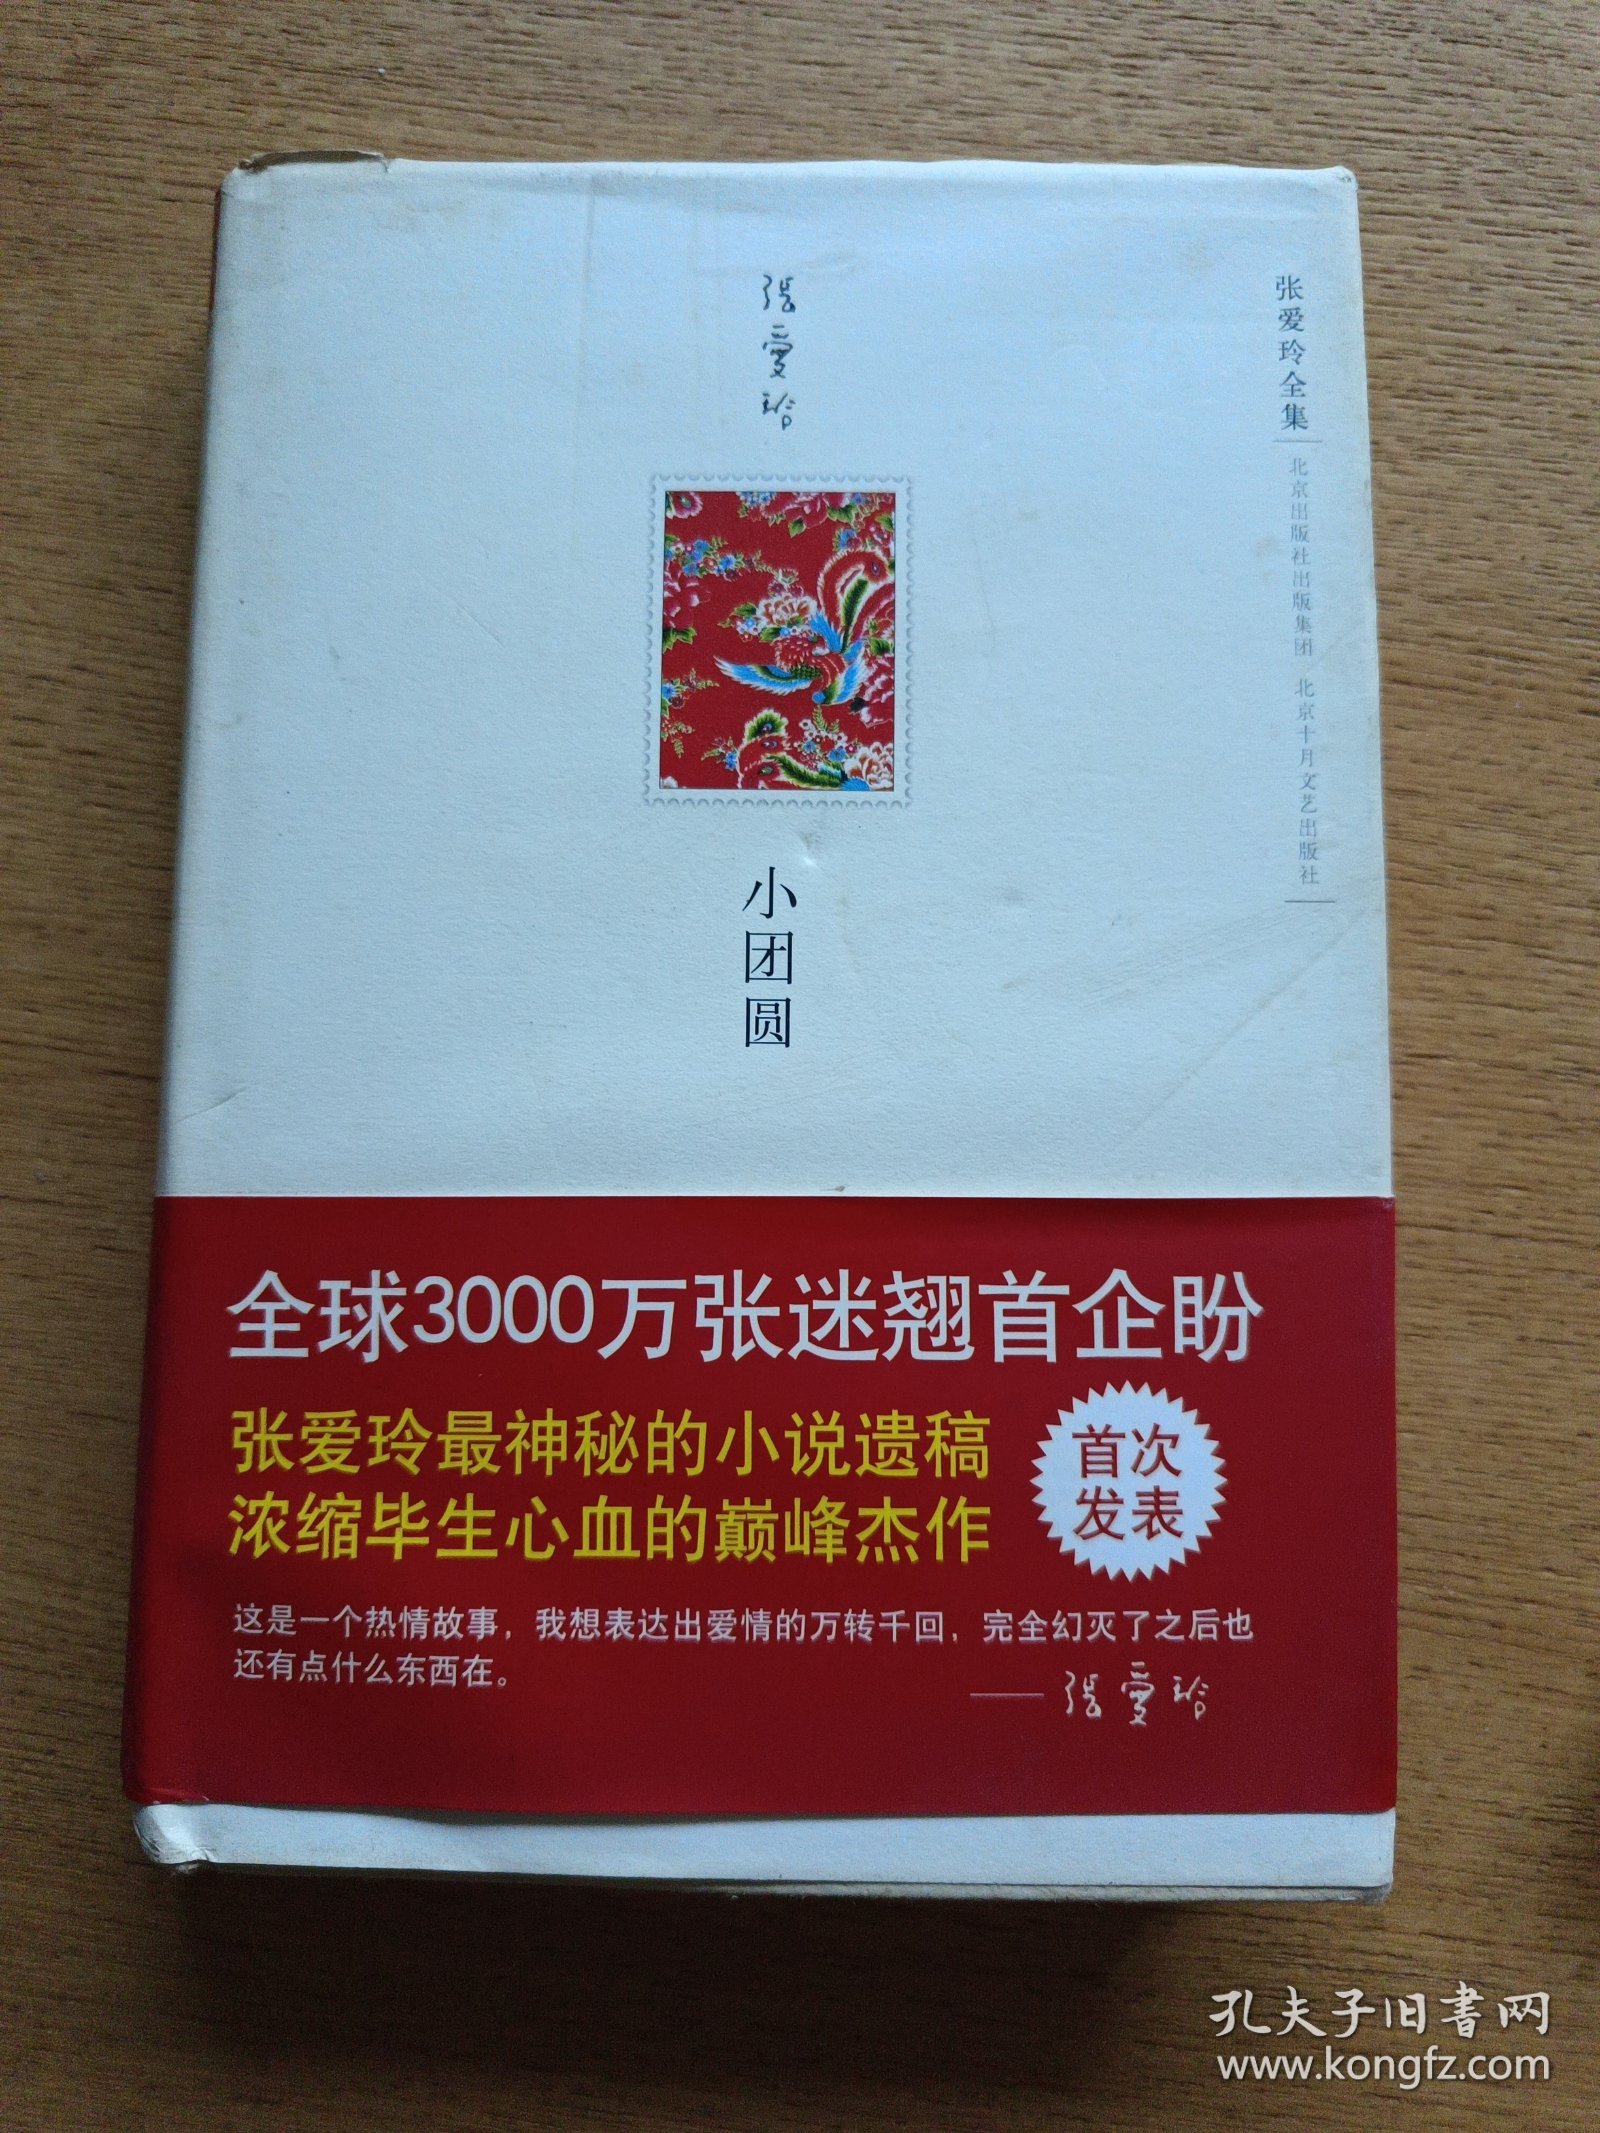 张爱玲
张爱玲全集
北京出版社出版集团 北京十月文艺出版社
小团圆
全球3000万张迷翘首企盼
张爱玲最神秘的小说遗稿
浓缩毕生心血的巅峰杰作
首次
发表
这是一个热情故事，我想表达出爱情的万转千回，完全幻灭了之后也
还有点什么东西在。
——張愛玲
孔夫子旧书网
www.kongfz.com